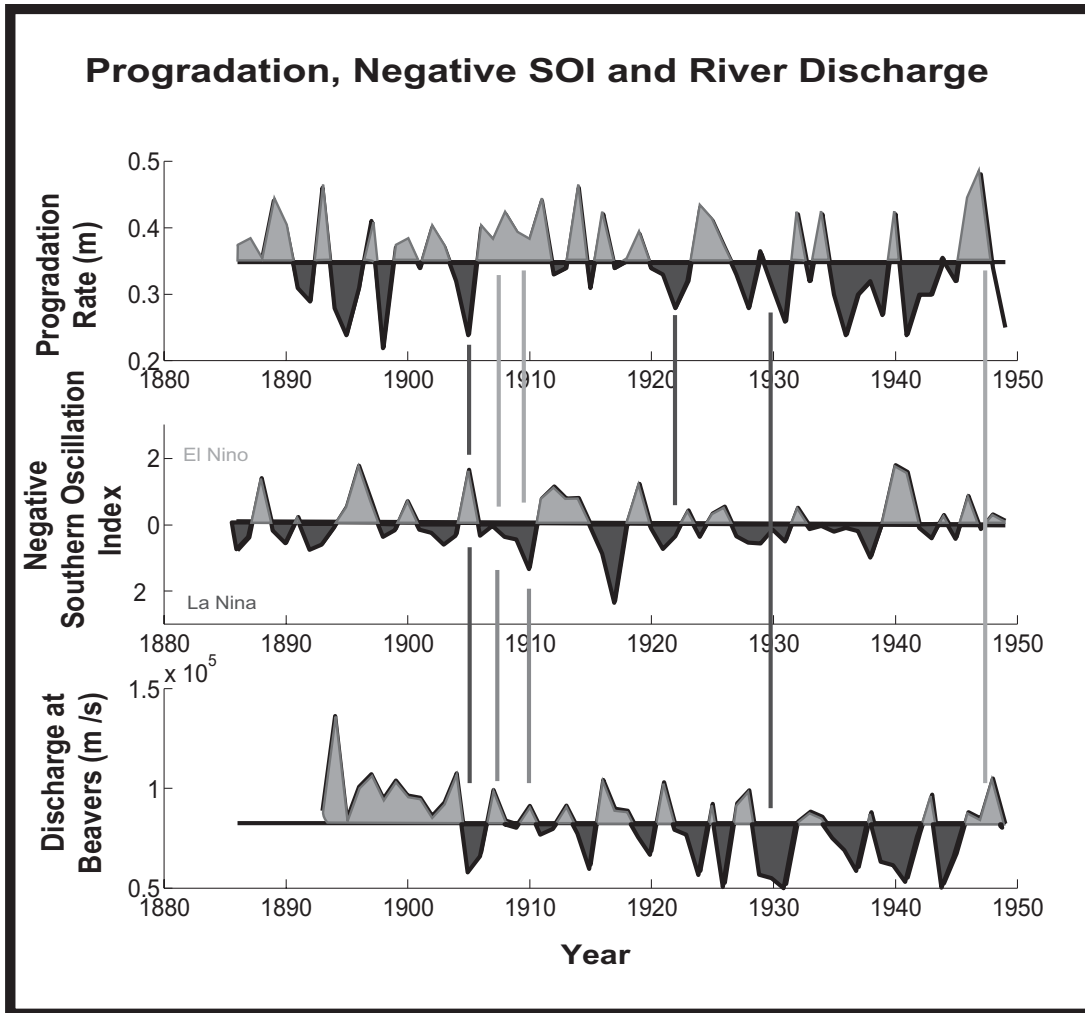 Progradation, Negative SOI and River Discharge
Progradation
Rate (m)
0.5
0.4
0.3
0.2
1880 1890 1900 1910 1920 1930 1940 1950
Negative
Southern Oscillation
Index
2
0
2
El Nino
La Nina
1880 1890 1900 1910 1920 1930 1940 1950
x 10^5
Discharge at
Beavers (m /s)
1.5
1
0.5
1880 1890 1900 1910 1920 1930 1940 1950
Year